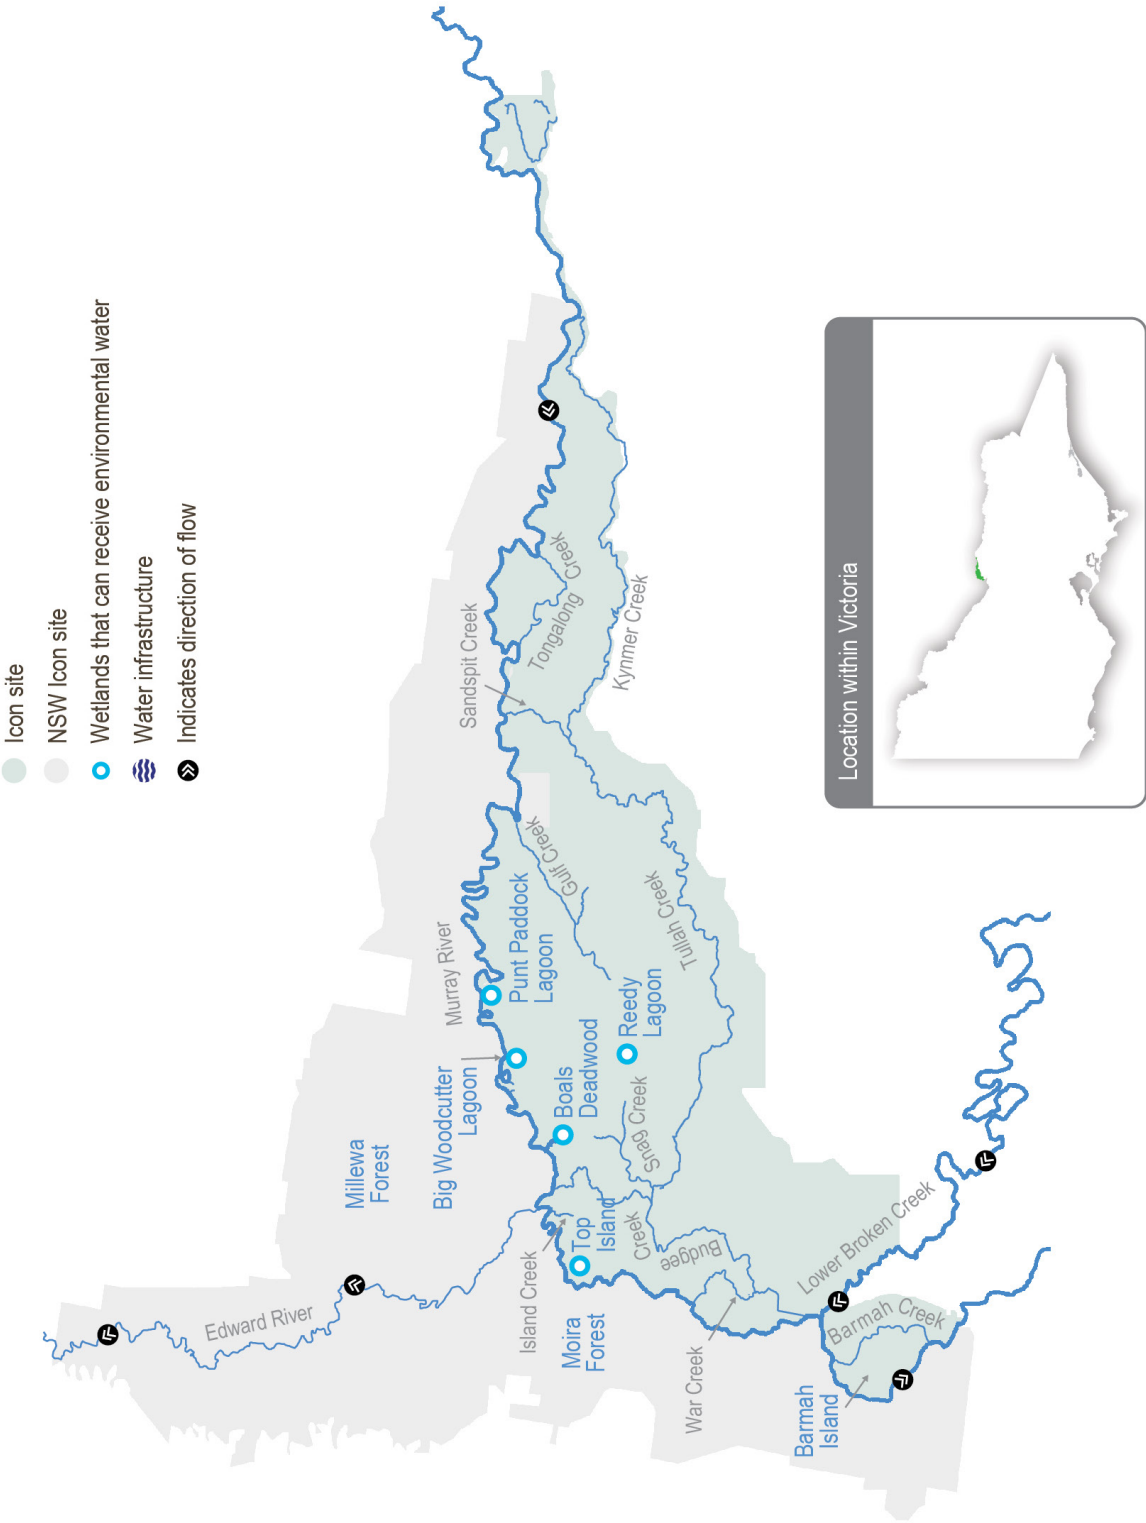 Icon site
NSW Icon site
Wetlands that can receive environmental water
Water infrastructure
Indicates direction of flow
Edward River
Millewa
Forest
Murray River
Big Woodcutter
Lagoon
Sandspit Creek
Punt Paddock
Lagoon
Gulf Creek
Tongalong
Creek
Kynmer Creek
Island Creek
Moira
Forest
Top
Island
Boals
Deadwood
Reedy
Lagoon
Snag Creek
Tullah Creek
Creek
Budgee
War Creek
Barmah
Island
Barmah Creek
Lower Broken Creek
Location within Victoria